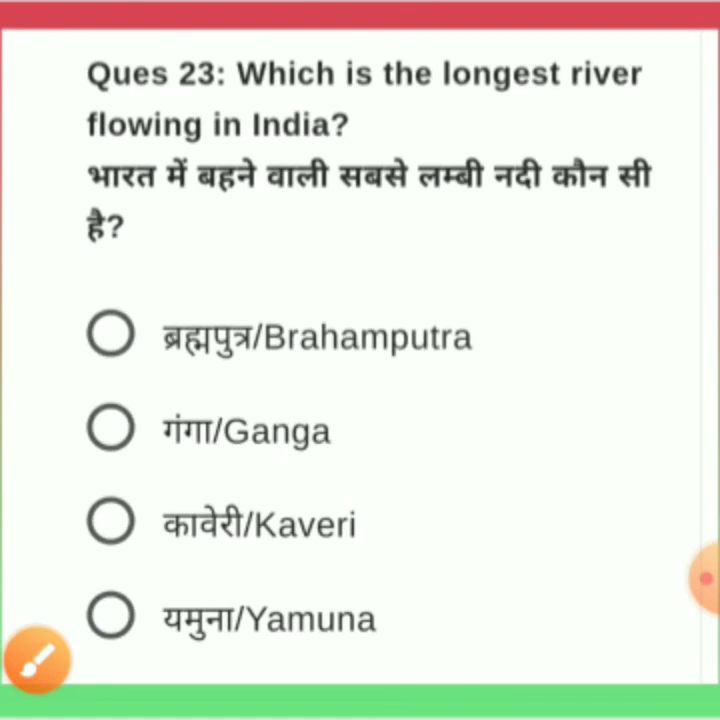 Ques 23: Which is the longest river
flowing in India?
भारत में बहने वाली सबसे लम्बी नदी कौन सी
है?
ब्रह्मपुत्र/Brahamputra
गंगा/Ganga
कावेरी/Kaveri
यमुना/Yamuna